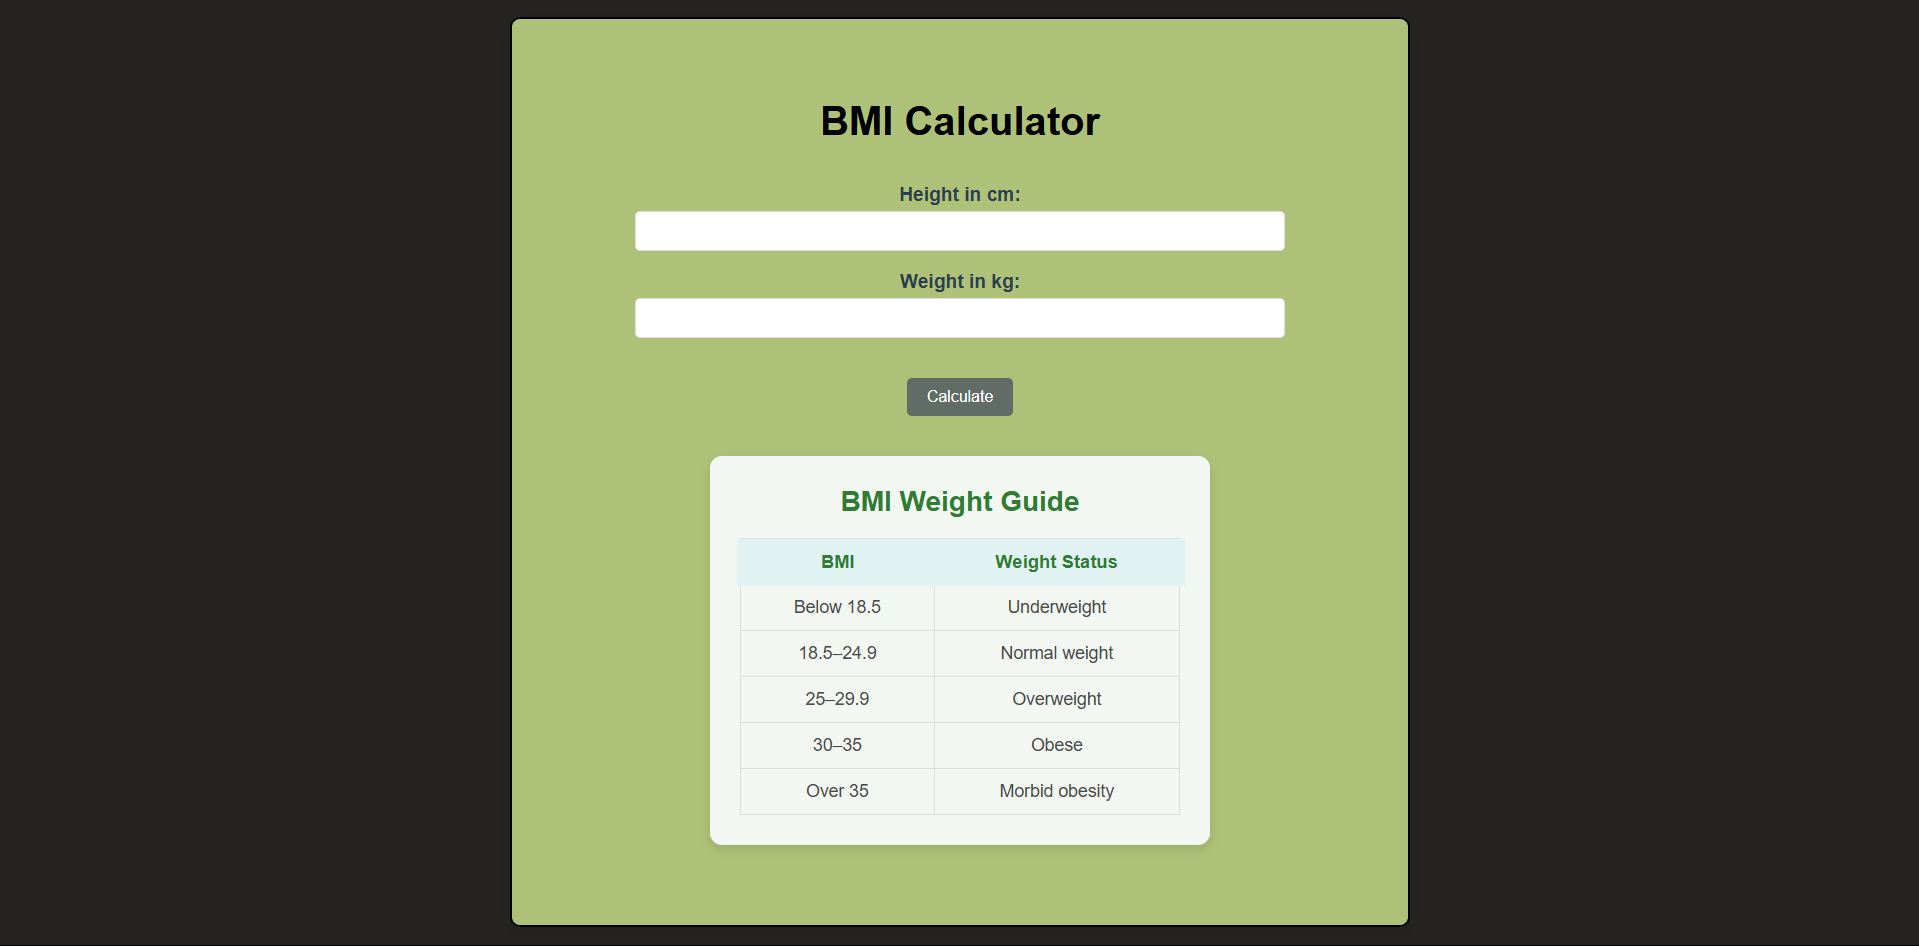 BMI Calculator
Height in cm:
Weight in kg:
Calculate
BMI Weight Guide
BMI Weight Status
Below 18.5 Underweight
18.5–24.9 Normal weight
25–29.9 Overweight
30–35 Obese
Over 35 Morbid obesity